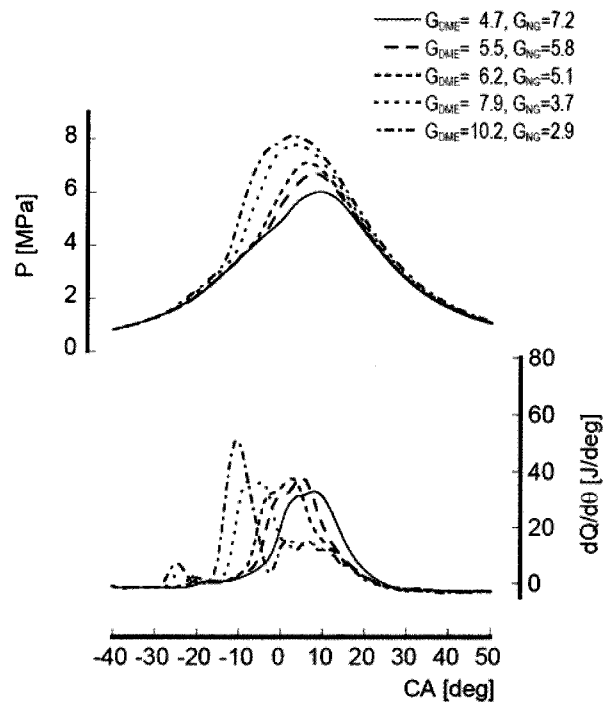 G_DME= 4.7, G_NG=7.2
G_DME= 5.5, G_NG=5.8
G_DME= 6.2, G_NG=5.1
G_DME= 7.9, G_NG=3.7
G_DME=10.2, G_NG=2.9
8
6
4
2
0
P [MPa]
80
60
40
20
0
dQ/dθ [J/deg]
-40 -30 -20 -10 0 10 20 30 40 50
CA [deg]